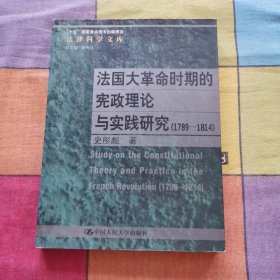 "十五"国家重点图书出版规划
法律科学文库
法国大革命时期的
宪政理论
与实践研究(1789—1814)
史彤彪 著
Study on the Constitutional
Theory and Practice in the
French Revolution (1789-1814)
中国人民大学出版社